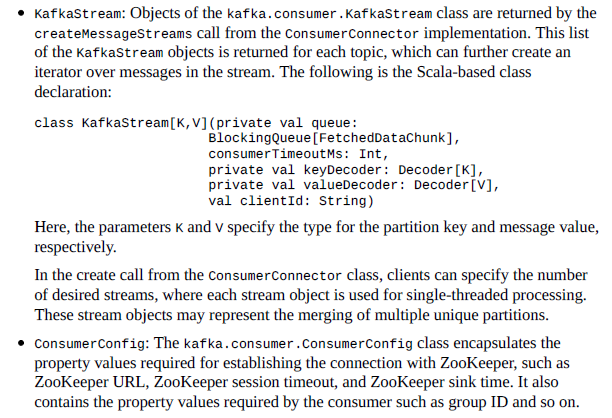 • KafkaStream: Objects of the kafka.consumer.KafkaStream class are returned by the
createMessageStreams call from the ConsumerConnector implementation. This list
of the KafkaStream objects is returned for each topic, which can further create an
iterator over messages in the stream. The following is the Scala-based class
declaration:
class KafkaStream[K,V](private val queue:
BlockingQueue[FetchedDataChunk],
consumerTimeoutMs: Int,
private val keyDecoder: Decoder[K],
private val valueDecoder: Decoder[V],
val clientId: String)
Here, the parameters K and V specify the type for the partition key and message value,
respectively.
In the create call from the ConsumerConnector class, clients can specify the number
of desired streams, where each stream object is used for single-threaded processing.
These stream objects may represent the merging of multiple unique partitions.
• ConsumerConfig: The kafka.consumer.ConsumerConfig class encapsulates the
property values required for establishing the connection with ZooKeeper, such as
ZooKeeper URL, ZooKeeper session timeout, and ZooKeeper sink time. It also
contains the property values required by the consumer such as group ID and so on.